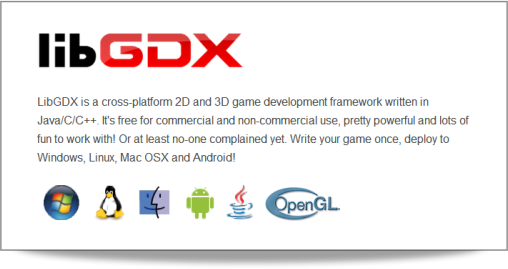 libGDX
LibGDX is a cross-platform 2D and 3D game development framework written in
Java/C/C++. It's free for commercial and non-commercial use, pretty powerful and lots of
fun to work with! Or at least no-one complained yet. Write your game once, deploy to
Windows, Linux, Mac OSX and Android!
OpenGL